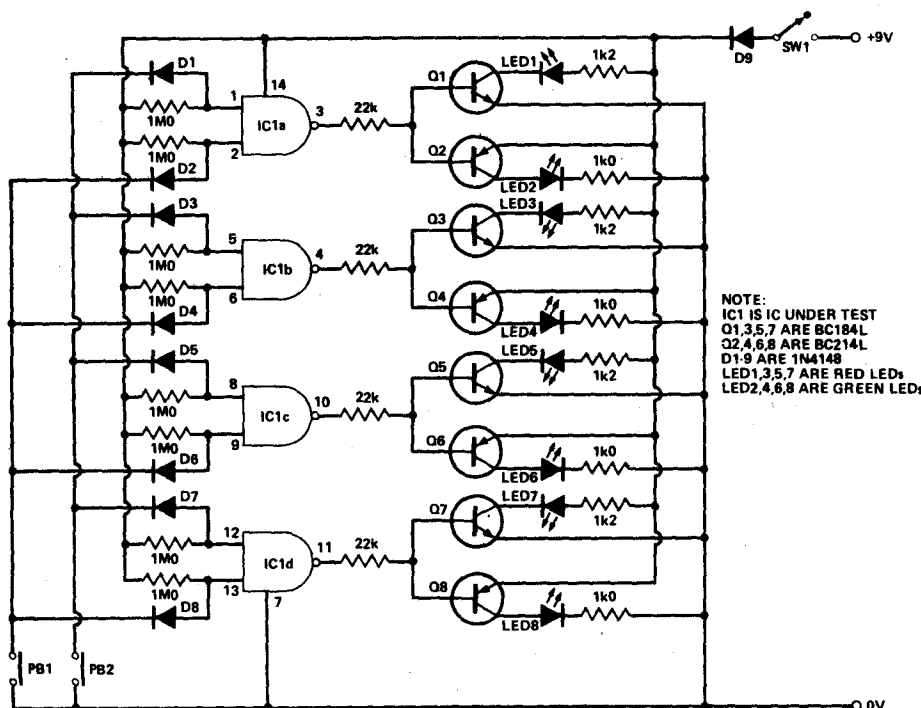 D1
14
1
IC1a
3
22k
1M0
1M0
2
D2
Q1
LED1
1k2
Q2
LED2
1k0
D9
SW1
+9V
D3
5
IC1b
4
22k
1M0
1M0
6
D4
Q3
LED3
1k2
Q4
LED4
1k0
D5
8
IC1c
10
22k
1M0
1M0
9
D6
Q5
LED5
1k2
Q6
LED6
1k0
D7
12
IC1d
11
22k
1M0
1M0
13
7
D8
Q7
LED7
1k2
Q8
LED8
1k0
NOTE:
IC1 IS IC UNDER TEST
Q1,3,5,7 ARE BC184L
Q2,4,6,8 ARE BC214L
D1-9 ARE 1N4148
LED1,3,5,7 ARE RED LEDs
LED2,4,6,8 ARE GREEN LEDs
PB1
PB2
0V